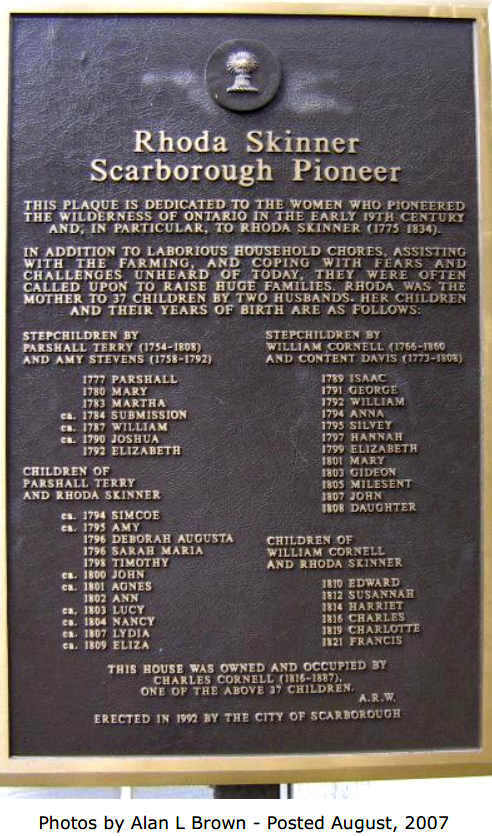 Rhoda Skinner
Scarborough Pioneer
THIS PLAQUE IS DEDICATED TO THE WOMEN WHO PIONEERED
THE WILDERNESS OF ONTARIO IN THE EARLY 19TH CENTURY
AND, IN PARTICULAR, TO RHODA SKINNER (1775 1834).
IN ADDITION TO LABORIOUS HOUSEHOLD CHORES, ASSISTING
WITH THE FARMING, AND COPING WITH FEARS AND
CHALLENGES UNHEARD OF TODAY, THEY WERE OFTEN
CALLED UPON TO RAISE HUGE FAMILIES. RHODA WAS THE
MOTHER TO 37 CHILDREN BY TWO HUSBANDS. HER CHILDREN
AND THEIR YEARS OF BIRTH ARE AS FOLLOWS:
STEPCHILDREN BY
PARSHALL TERRY (1754-1808)
AND AMY STEVENS (1758-1792)
1777 PARSHALL
1780 MARY
1783 MARTHA
ca. 1784 SUBMISSION
ca. 1787 WILLIAM
ca. 1790 JOSHUA
1792 ELIZABETH
CHILDREN OF
PARSHALL TERRY
AND RHODA SKINNER
ca. 1794 SIMCOE
ca. 1795 AMY
1796 DEBORAH AUGUSTA
1796 SARAH MARIA
1798 TIMOTHY
ca. 1800 JOHN
ca. 1801 AGNES
1802 ANN
ca. 1803 LUCY
ca. 1804 NANCY
ca. 1807 LYDIA
ca. 1809 ELIZA
STEPCHILDREN BY
WILLIAM CORNELL (1766-1860
AND CONTENT DAVIS (1773-1808)
1789 ISAAC
1791 GEORGE
1792 WILLIAM
1794 ANNA
1795 SILVEY
1797 HANNAH
1799 ELIZABETH
1801 MARY
1803 GIDEON
1805 MILESENT
1807 JOHN
1808 DAUGHTER
CHILDREN OF
WILLIAM CORNELL
AND RHODA SKINNER
1810 EDWARD
1812 SUSANNAH
1814 HARRIET
1816 CHARLES
1819 CHARLOTTE
1821 FRANCIS
THIS HOUSE WAS OWNED AND OCCUPIED BY
CHARLES CORNELL (1816-1887),
ONE OF THE ABOVE 37 CHILDREN.
A.R.W.
ERECTED IN 1992 BY THE CITY OF SCARBOROUGH
Photos by Alan L Brown - Posted August, 2007